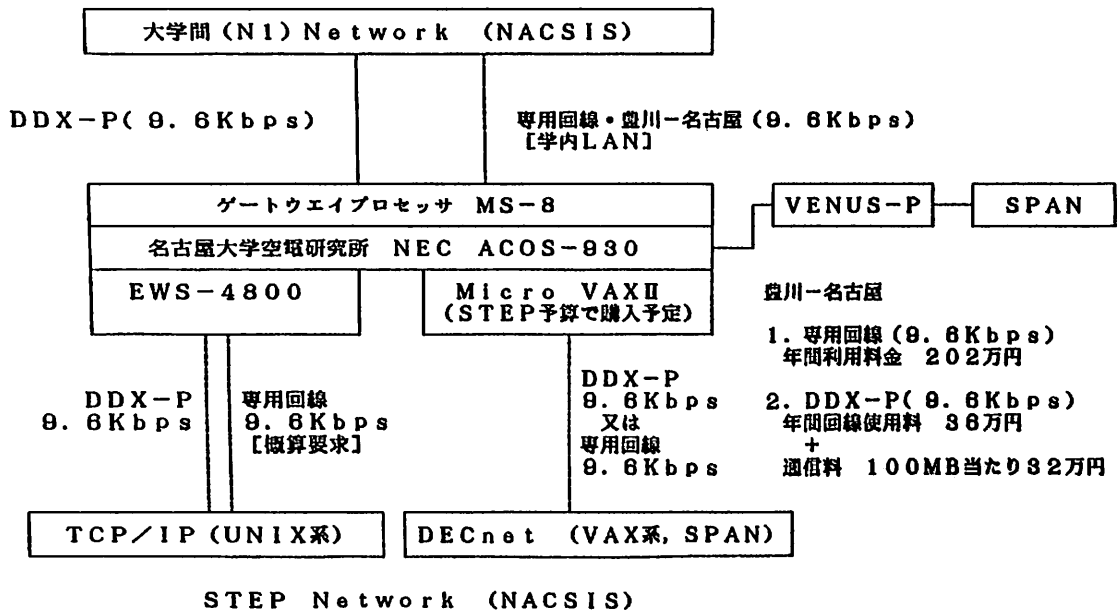 大学間(N1)Network (NACSIS)
DDX-P(9.6Kbps)
専用回線・豊川-名古屋(9.6Kbps)
[学内LAN]
ゲートウエイプロセッサ MS-8
名古屋大学空電研究所 NEC ACOS-930
EWS-4800
Micro VAXⅡ
(STEP予算で購入予定)
VENUS-P
SPAN
豊川-名古屋
1.専用回線(9.6Kbps)
年間利用料金 202万円
2.DDX-P(9.6Kbps)
年間回線使用料 36万円
+
通信料 100MB当たり32万円
DDX-P
9.6Kbps
専用回線
9.6Kbps
[概算要求]
DDX-P
9.6Kbps
又は
専用回線
9.6Kbps
TCP/IP(UNIX系)
DECnet (VAX系,SPAN)
STEP Network (NACSIS)